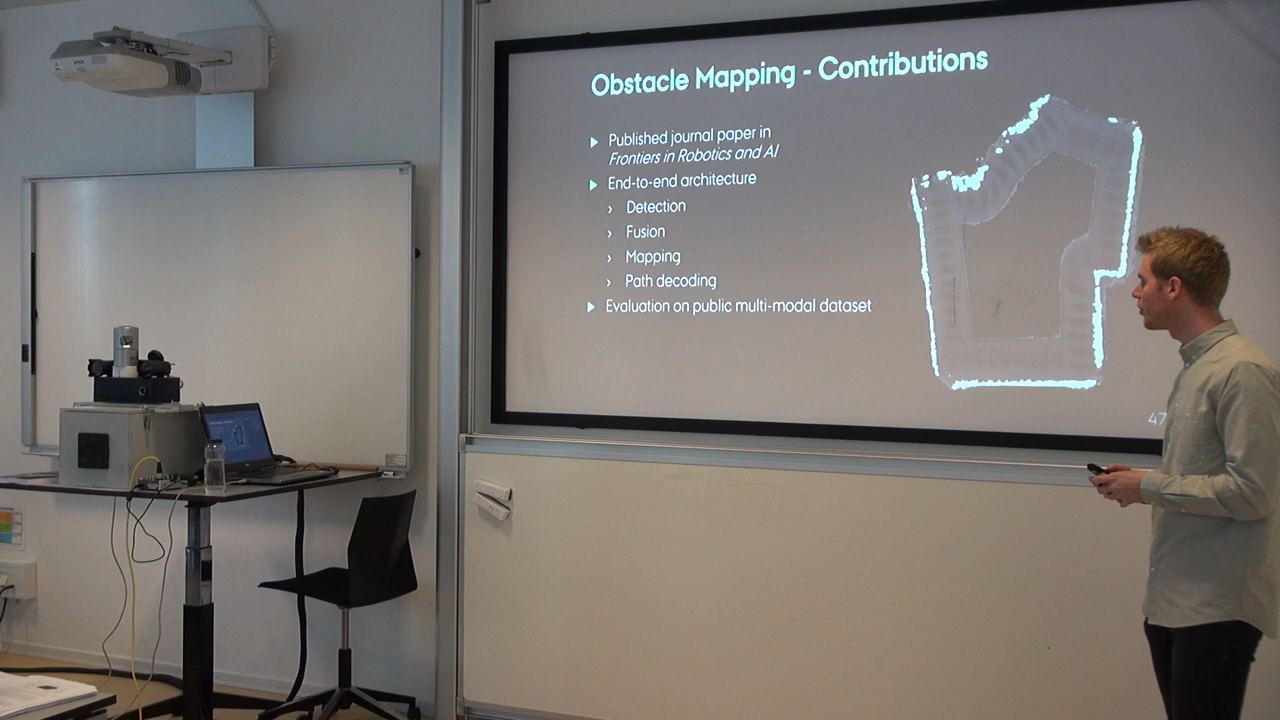 Obstacle Mapping - Contributions
Published journal paper in
Frontiers in Robotics and AI
End-to-end architecture
Detection
Fusion
Mapping
Path decoding
Evaluation on public multi-modal dataset
47